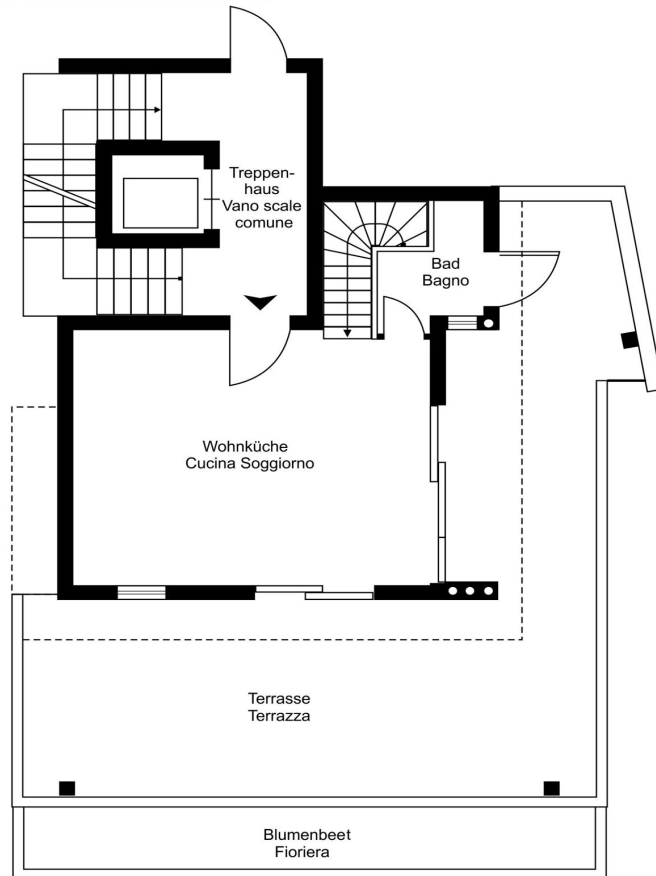 Treppen-
haus
Vano scale
comune
Bad
Bagno
Wohnküche
Cucina Soggiorno
Terrasse
Terrazza
Blumenbeet
Fioriera